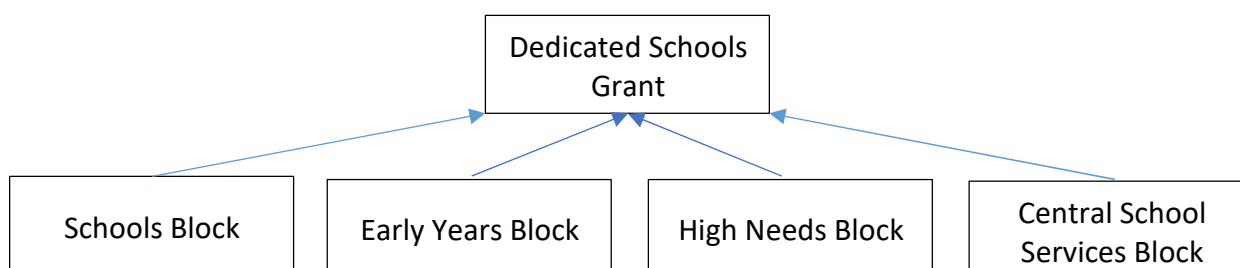 Dedicated Schools
Grant
Schools Block
Early Years Block
High Needs Block
Central School
Services Block